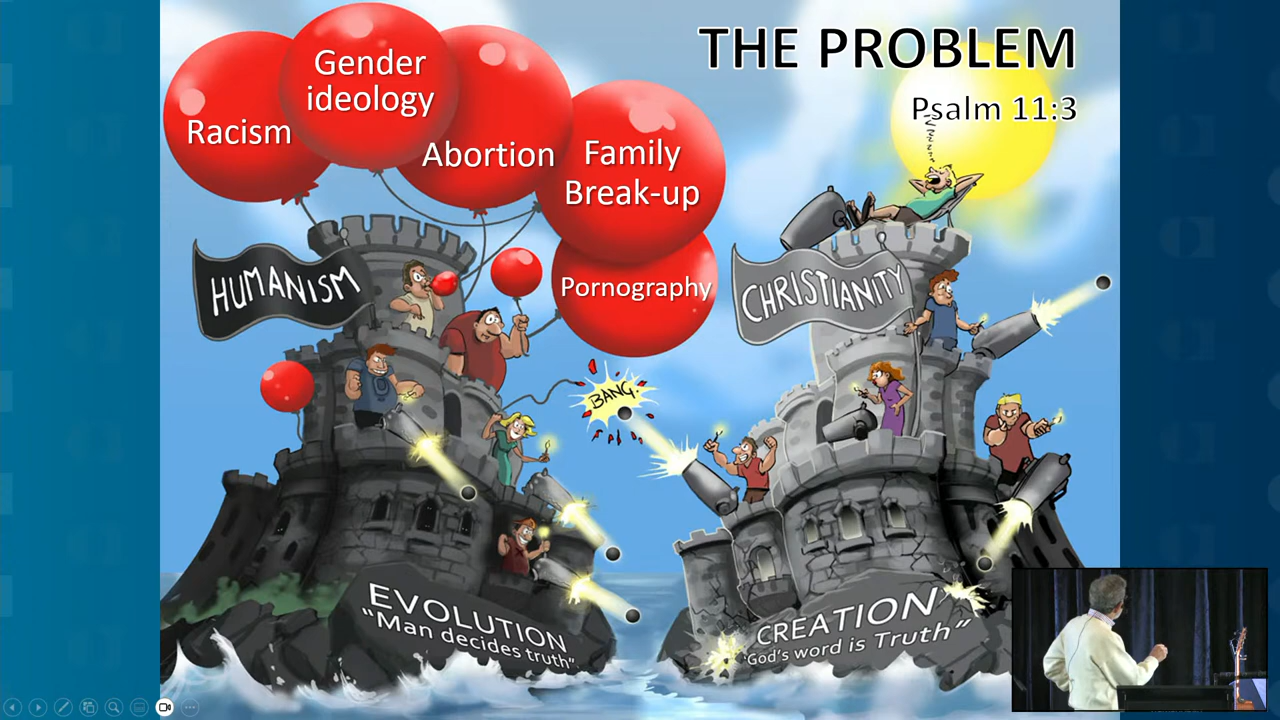 THE PROBLEM
Psalm 11:3
Gender
ideology
Racism
Abortion
Family
Break-up
Pornography
HUMANISM
CHRISTIANITY
BANG.
EVOLUTION
"Man decides truth"
CREATION
"God's word is Truth"